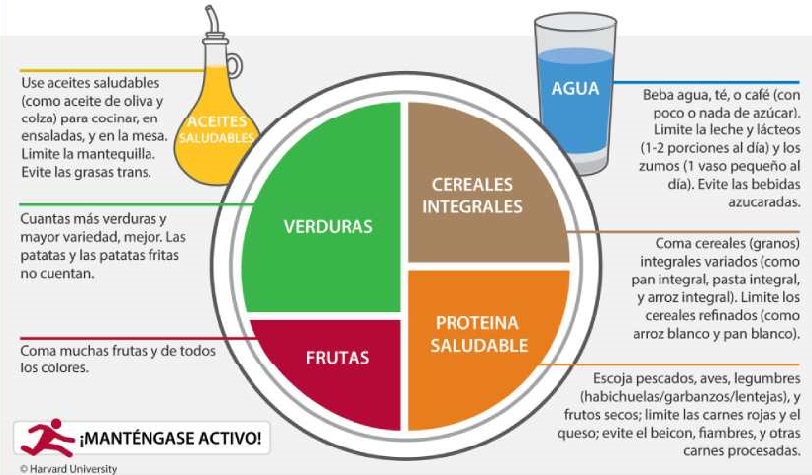 Use aceites saludables
(como aceite de oliva y
colza) para cocinar, en
ensaladas, y en la mesa.
Limite la mantequilla.
Evite las grasas trans.
ACEITES
SALUDABLES
AGUA
Beba agua, té, o café (con
poco o nada de azúcar).
Limite la leche y lácteos
(1-2 porciones al día) y los
zumos (1 vaso pequeño al
día). Evite las bebidas
azucaradas.
Cuantas más verduras y
mayor variedad, mejor. Las
patatas y las patatas fritas
no cuentan.
VERDURAS
CEREALES
INTEGRALES
Coma cereales (granos)
integrales variados (como
pan integral, pasta integral,
y arroz integral). Limite los
cereales refinados (como
arroz blanco y pan blanco).
Coma muchas frutas y de todos
los colores.
FRUTAS
PROTEINA
SALUDABLE
Escoja pescados, aves, legumbres
(habichuelas/garbanzos/lentejas), y
frutos secos; limite las carnes rojas y el
queso; evite el beicon, fiambres, y otras
carnes procesadas.
¡MANTÉNGASE ACTIVO!
© Harvard University